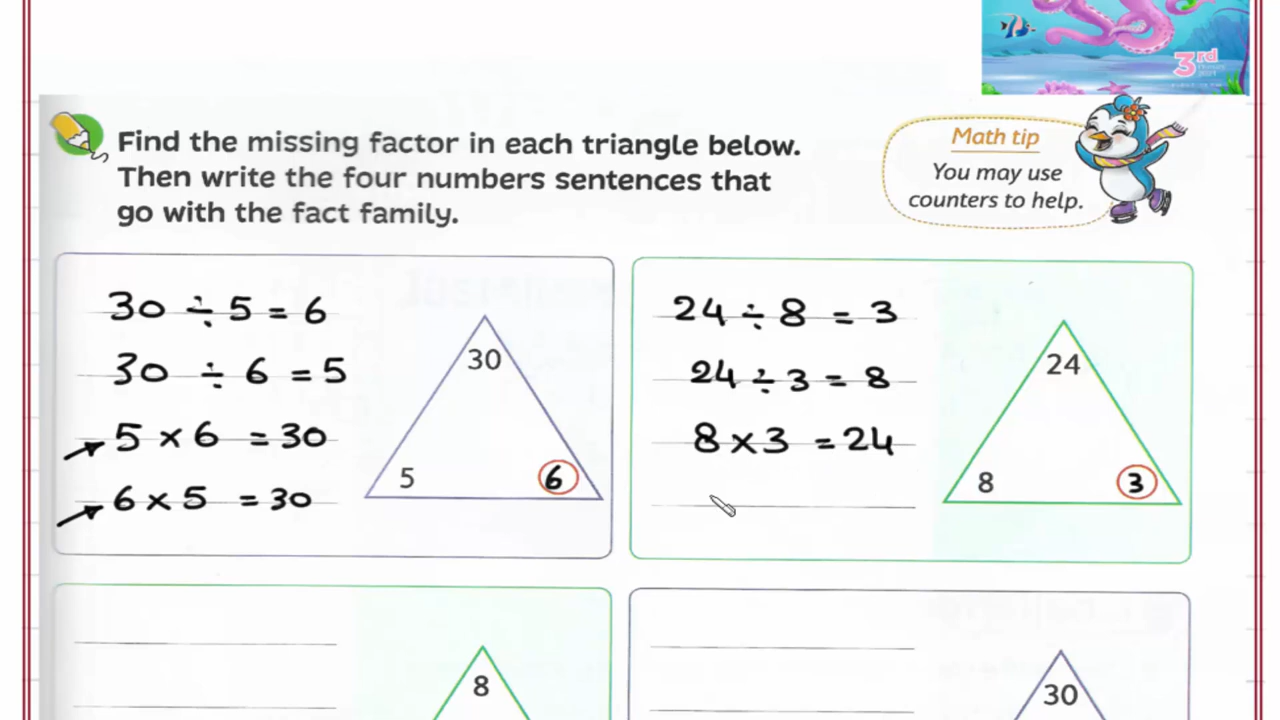 3rd
Find the missing factor in each triangle below.
Then write the four numbers sentences that
go with the fact family.
Math tip
You may use
counters to help.
30 ÷ 5 = 6
30 ÷ 6 = 5
5 × 6 = 30
6 × 5 = 30
30
5
6
24 ÷ 8 = 3
24 ÷ 3 = 8
8 × 3 = 24
24
8
3
8
30